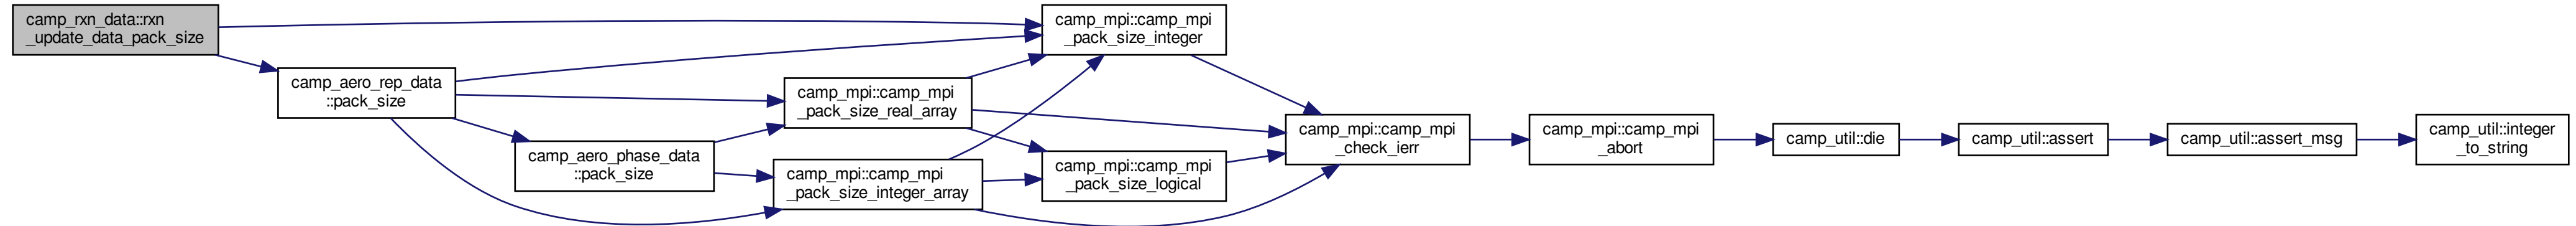 camp_rxn_data::rxn
_update_data_pack_size
camp_aero_rep_data
::pack_size
camp_aero_phase_data
::pack_size
camp_mpi::camp_mpi
_pack_size_real_array
camp_mpi::camp_mpi
_pack_size_integer_array
camp_mpi::camp_mpi
_pack_size_integer
camp_mpi::camp_mpi
_pack_size_logical
camp_mpi::camp_mpi
_check_ierr
camp_mpi::camp_mpi
_abort
camp_util::die
camp_util::assert
camp_util::assert_msg
camp_util::integer
_to_string